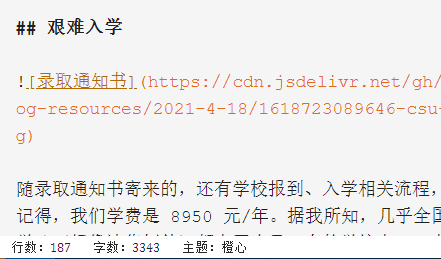 ## 艰难入学
![录取通知书](https://cdn.jsdelivr.net/gh/
og-resources/2021-4-18/1618723089646-csu-
g)
随录取通知书寄来的，还有学校报到、入学相关流程，
记得，我们学费是 8950 元/年。据我所知，几乎全国
行数：187 字数：3343 主题：橙心